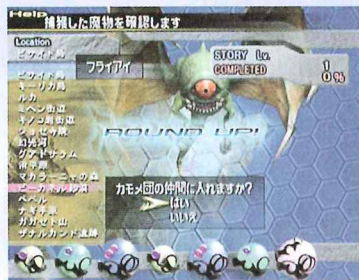 Help
捕獲した魔物を確認します
Location
ビサイド島
フライアイ
STORY Lv. 1
COMPLETED 0%
ビサイド島
キーリカ島
ルカ
ミヘン街道
キノコ岩街道
ジョゼ寺院
幻光河
グアドサラム
雷平原
マカラーニャの森
ビーカネル砂漠
ベベル
ナギ平原
ガガゼト山
ザナルカンド遺跡
ROUND UP!
カモメ団の仲間に入れますか?
はい
いいえ